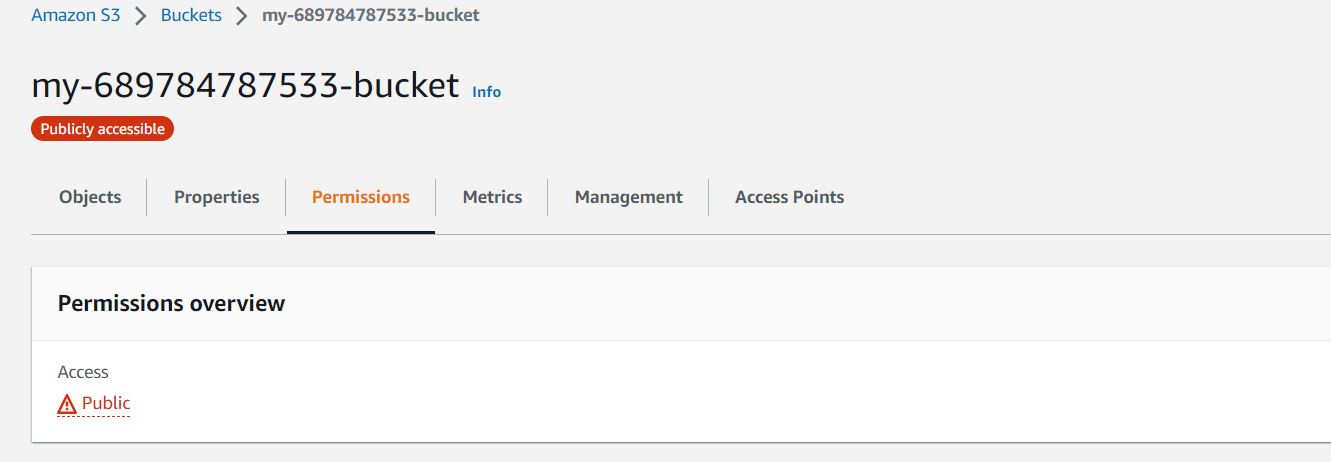 Amazon S3 > Buckets > my-689784787533-bucket
my-689784787533-bucket Info
Publicly accessible
Objects Properties Permissions Metrics Management Access Points
Permissions overview
Access
Public